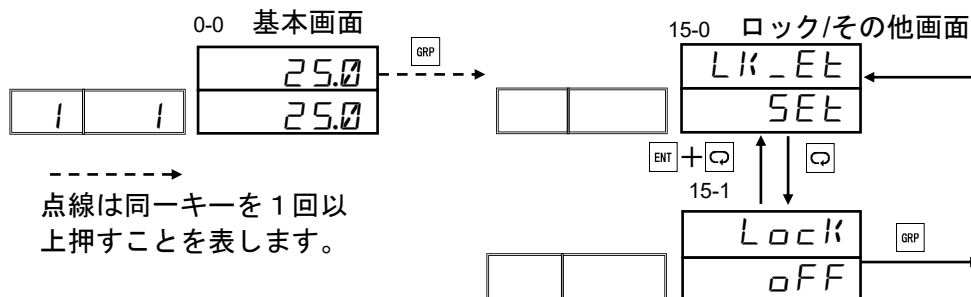 0-0 基本画面
25.0
25.0
1 1
GRP
点線は同一キーを1回以
上押すことを表します。
15-0 ロック/その他画面
LK_Et
SEt
ENT+
15-1
LocK
oFF
GRP